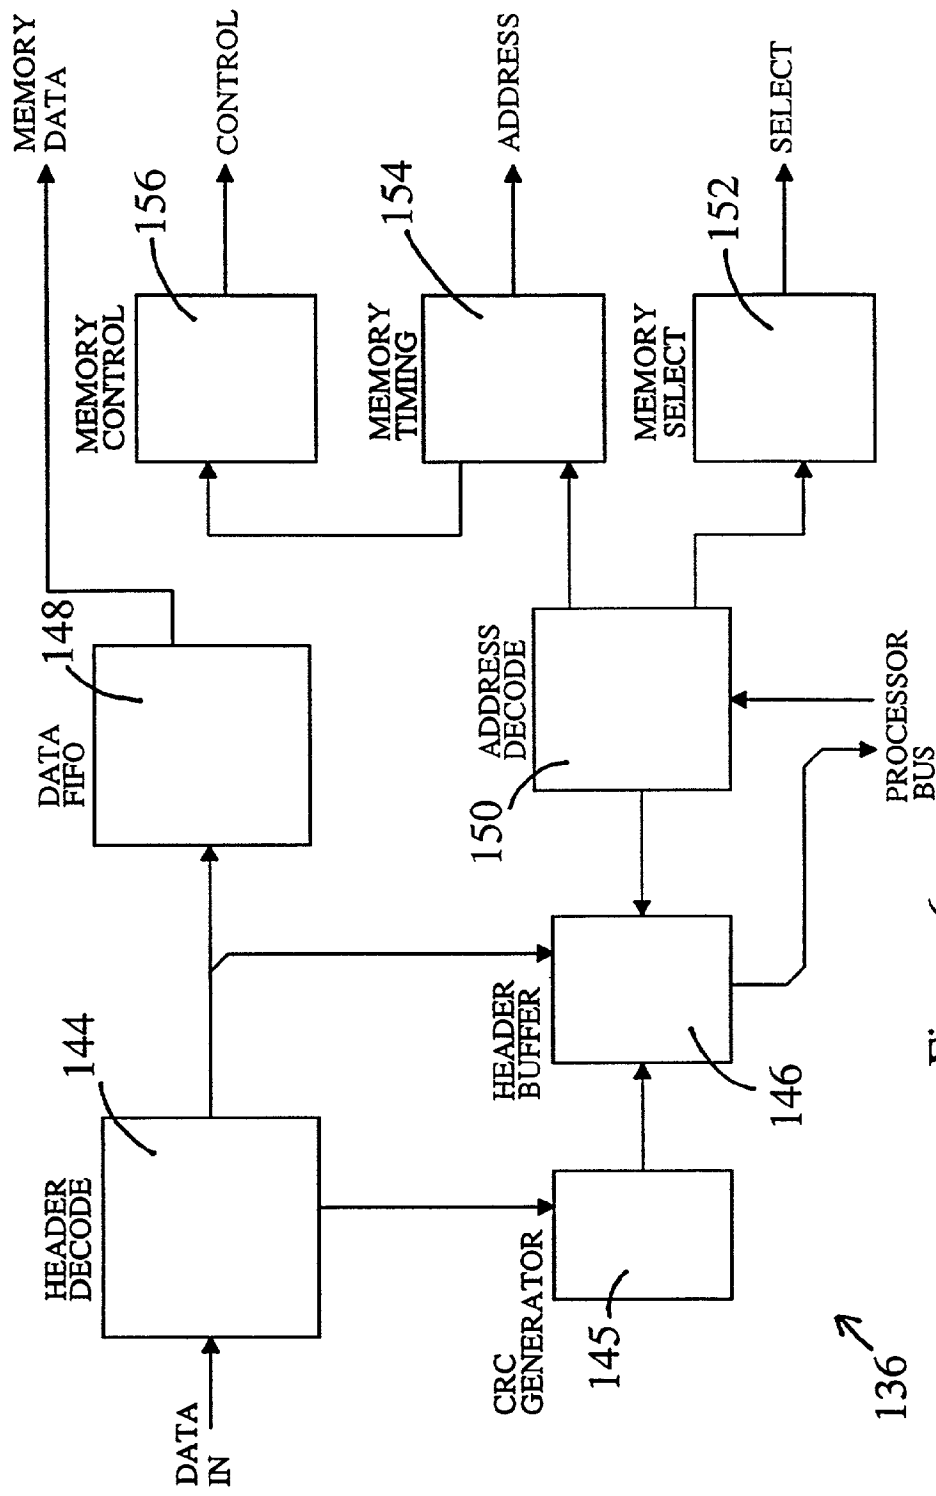 MEMORY
DATA
DATA
FIFO
148
HEADER
DECODE
144
DATA
IN
MEMORY
CONTROL
156
CONTROL
MEMORY
TIMING
154
ADDRESS
ADDRESS
DECODE
150
HEADER
BUFFER
146
CRC
GENERATOR
145
MEMORY
SELECT
152
SELECT
PROCESSOR
BUS
136